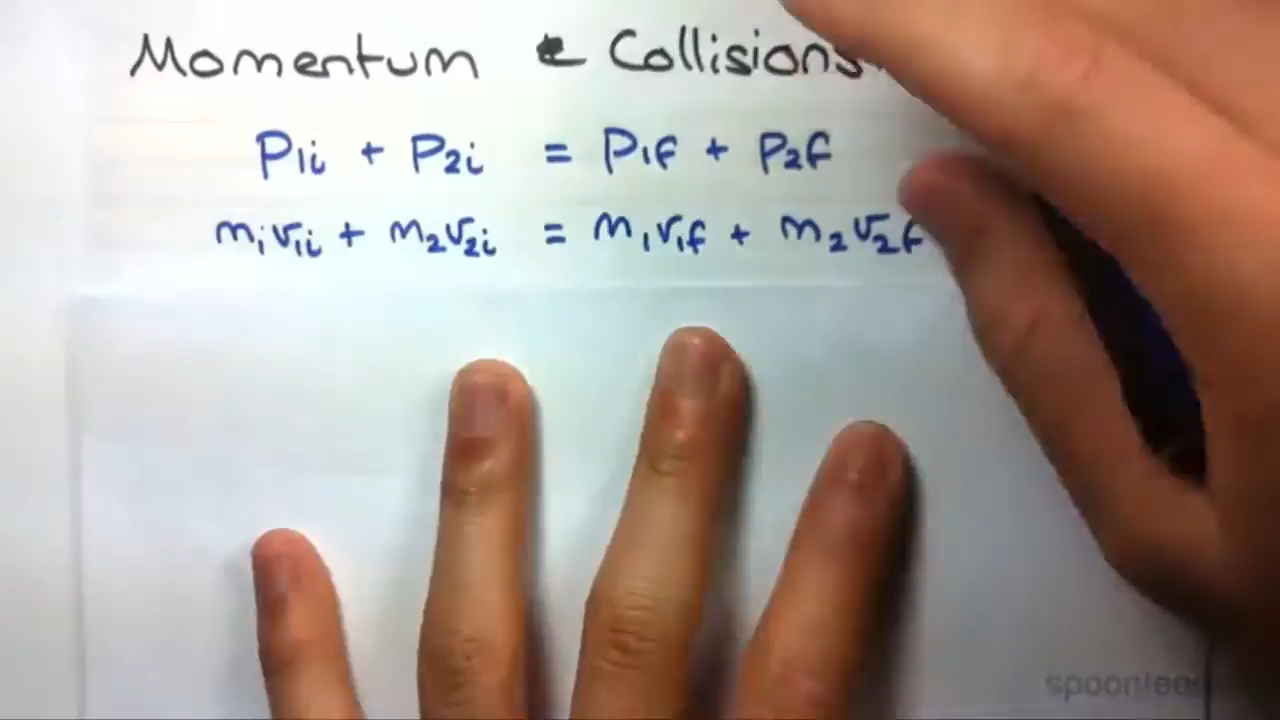 Momentum & Collisions
P1i + P2i = P1f + P2f
m1v1i + m2v2i = m1v1f + m2v2f